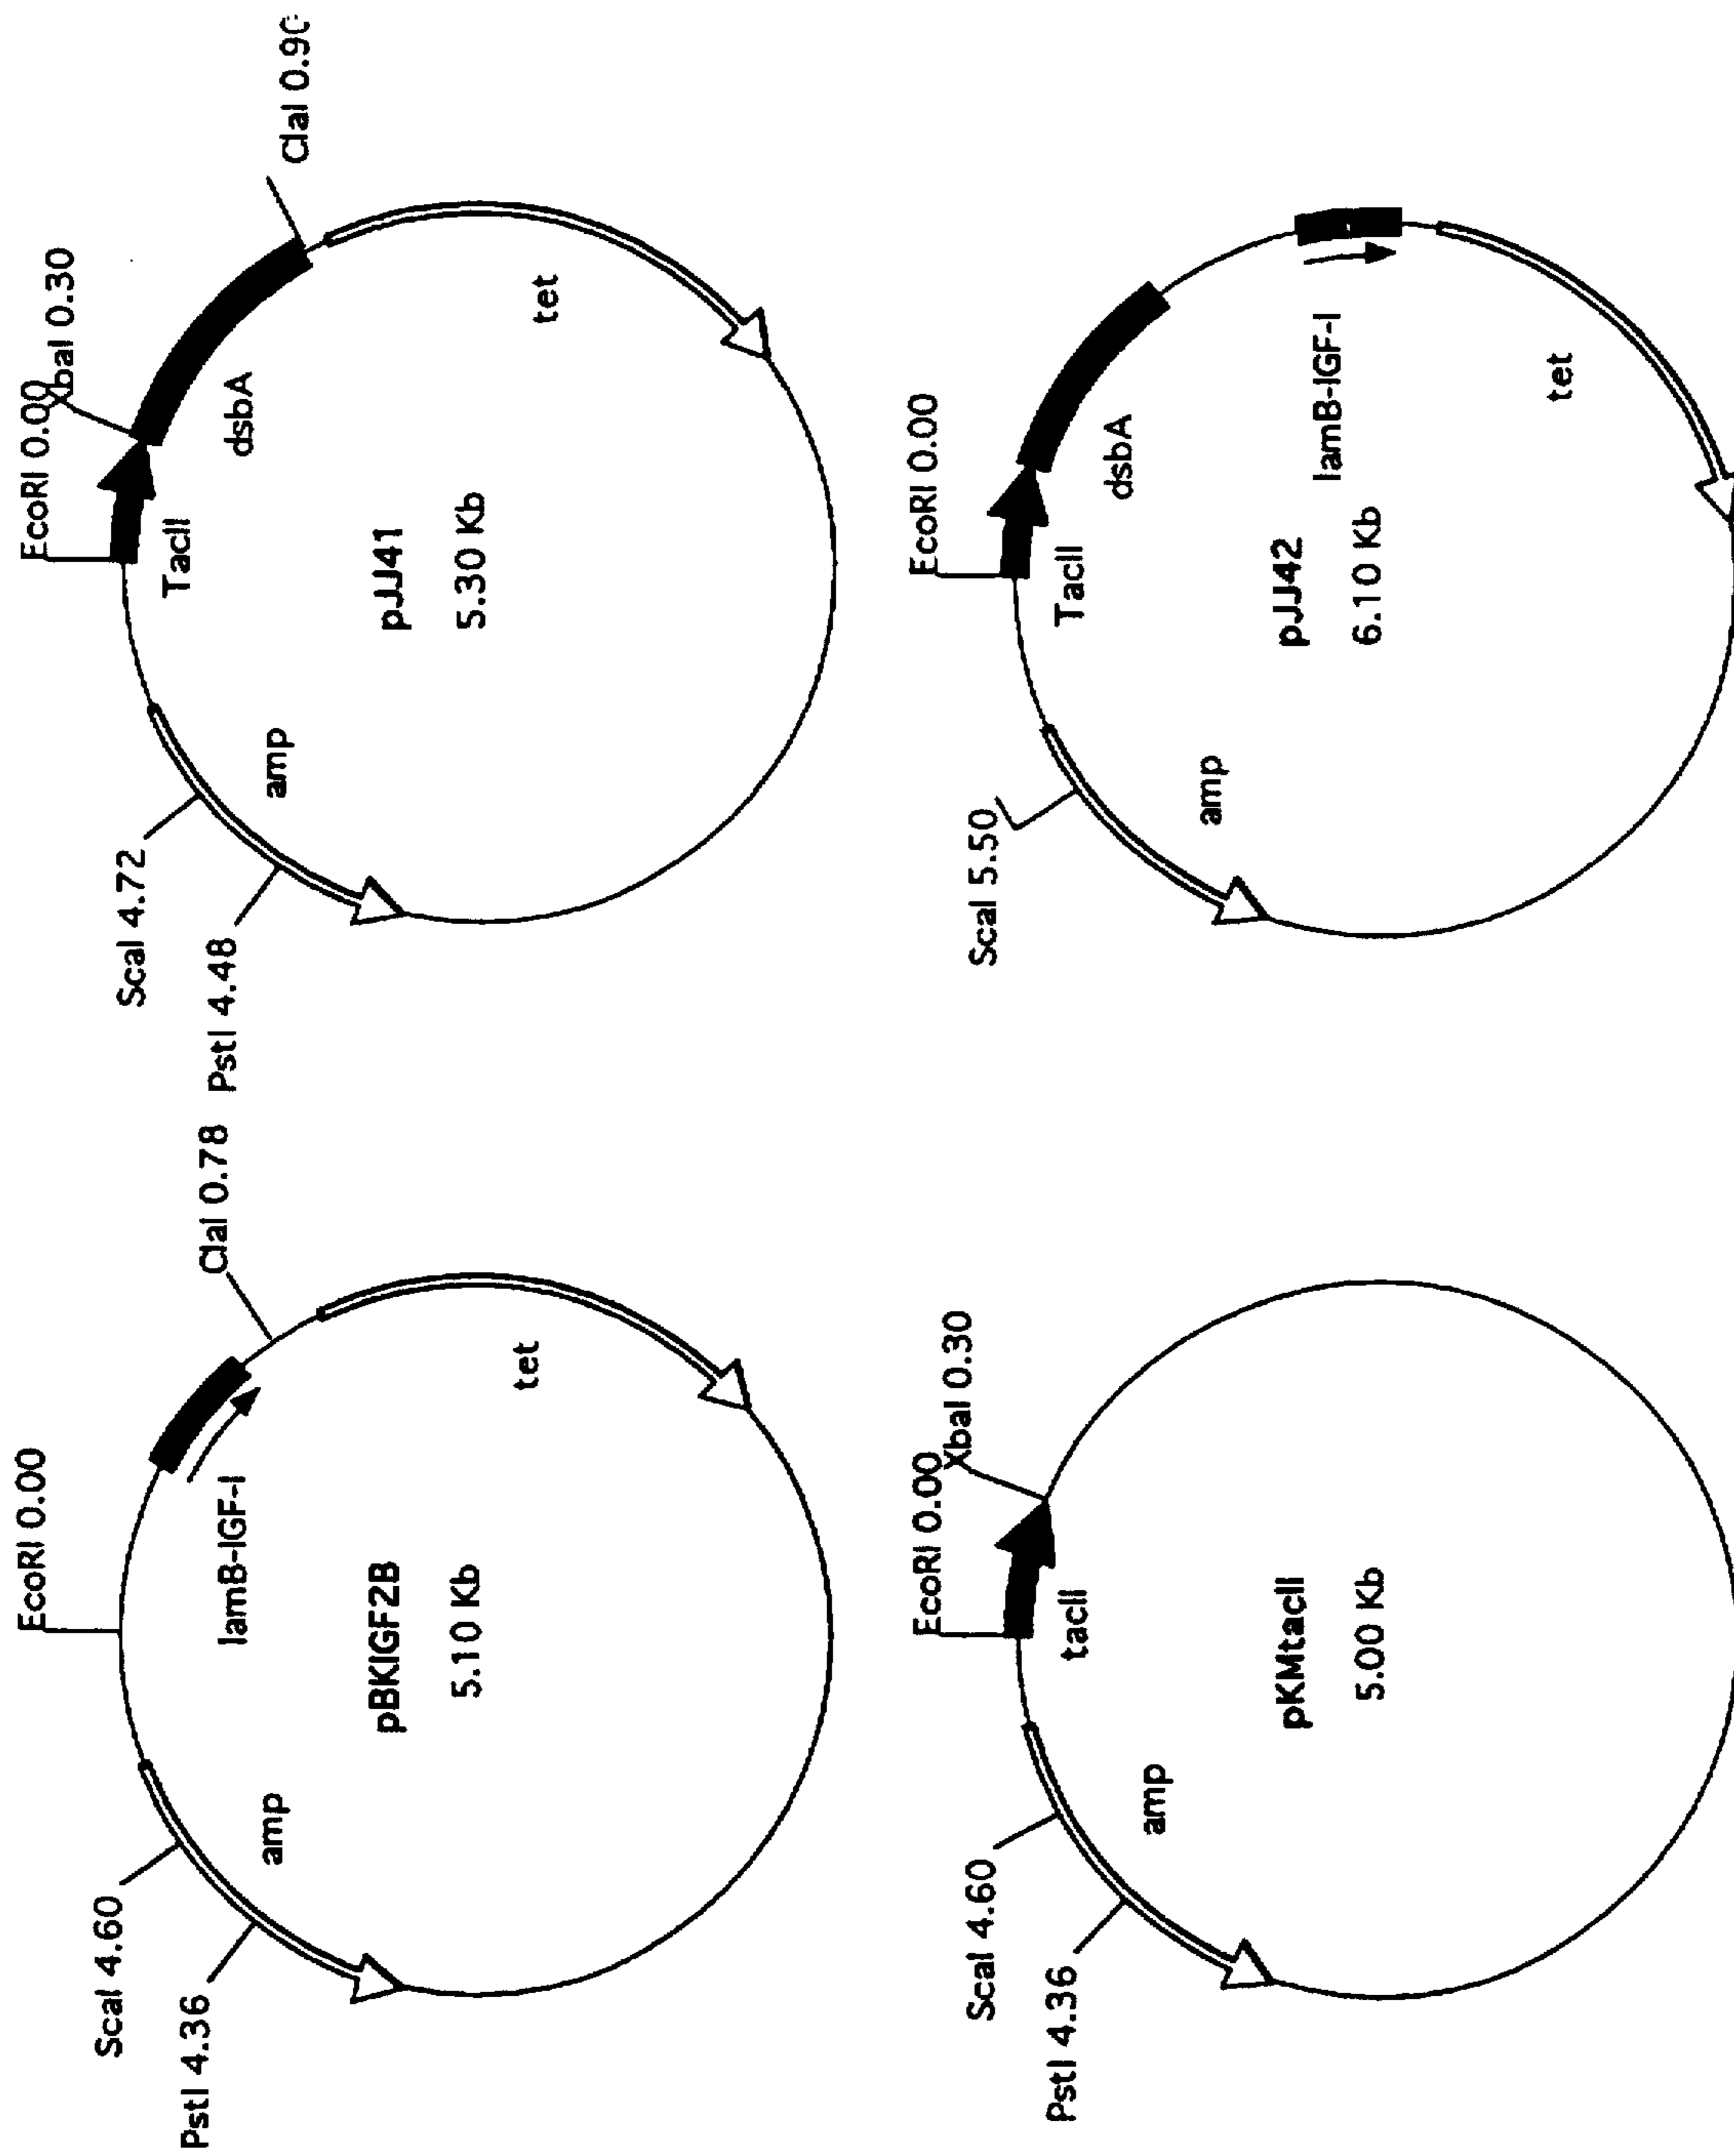 EcoRI 0.00
ScaI 4.60
PstI 4.36
ClaI 0.78
lamB-IGF-I
amp
pBKIGF2B
5.10 Kb
tet
EcoRI 0.00
XbaI 0.30
ScaI 4.72
PstI 4.48
ClaI 0.90
TacII
dsbA
amp
pJJ41
5.30 Kb
tet
EcoRI 0.00
XbaI 0.30
ScaI 4.60
PstI 4.36
tacII
amp
pKMtacII
5.00 Kb
EcoRI 0.00
ScaI 5.50
TacII
dsbA
amp
lamB-IGF-I
pJJ42
6.10 Kb
tet